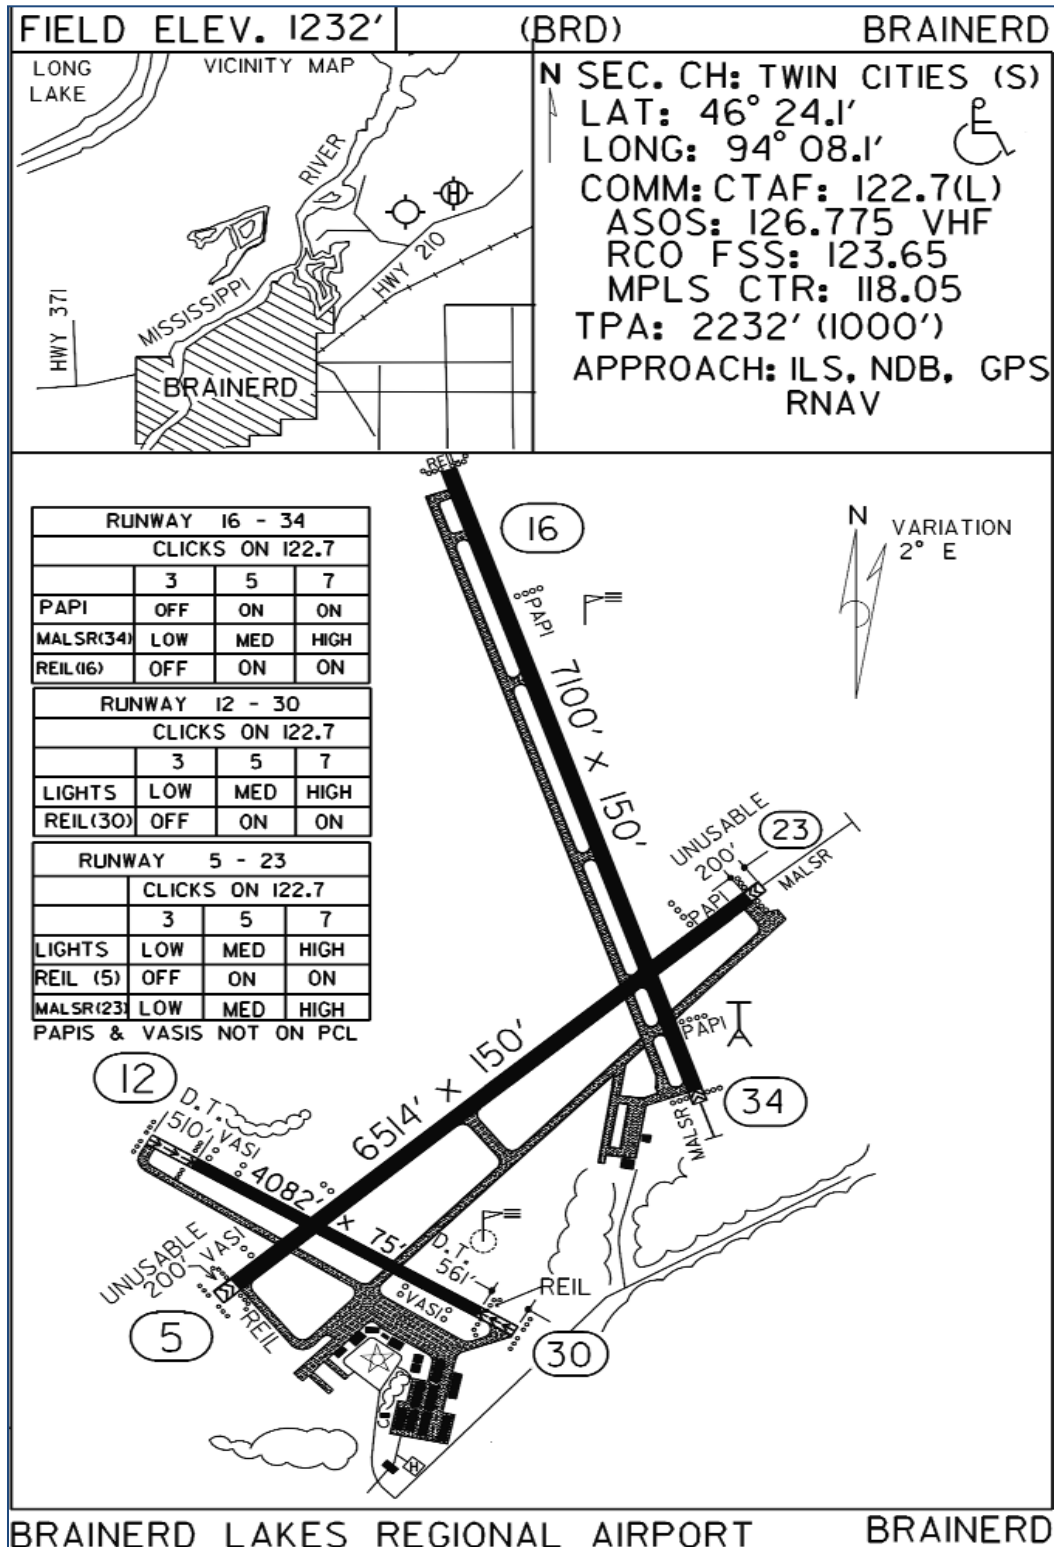 FIELD ELEV. 1232' (BRD) BRAINERD
LONG
LAKE
VICINITY MAP
RIVER
H
MISSISSIPPI
HWY 210
HWY 371
BRAINERD
N
SEC. CH: TWIN CITIES (S)
LAT: 46° 24.1'
LONG: 94° 08.1'
COMM: CTAF: 122.7(L)
ASOS: 126.775 VHF
RCO FSS: 123.65
MPLS CTR: 118.05
TPA: 2232' (1000')
APPROACH: ILS, NDB, GPS
RNAV
RUNWAY 16 - 34
CLICKS ON 122.7
3 5 7
PAPI OFF ON ON
MALSR(34) LOW MED HIGH
REIL(16) OFF ON ON
RUNWAY 12 - 30
CLICKS ON 122.7
3 5 7
LIGHTS LOW MED HIGH
REIL(30) OFF ON ON
RUNWAY 5 - 23
CLICKS ON 122.7
3 5 7
LIGHTS LOW MED HIGH
REIL (5) OFF ON ON
MALSR(23) LOW MED HIGH
PAPIS & VASIS NOT ON PCL
REIL
16
PAPI
7100' X 150'
N
VARIATION
2° E
UNUSABLE
200'
23
MALSR
PAPI
PAPI
34
MALSR
6514' X 150'
12
D.T.
510'
VASI
4082' X 75'
UNUSABLE
200'
VASI
5
REIL
D.T.
561'
REIL
VASI
30
C
H
BRAINERD LAKES REGIONAL AIRPORT BRAINERD